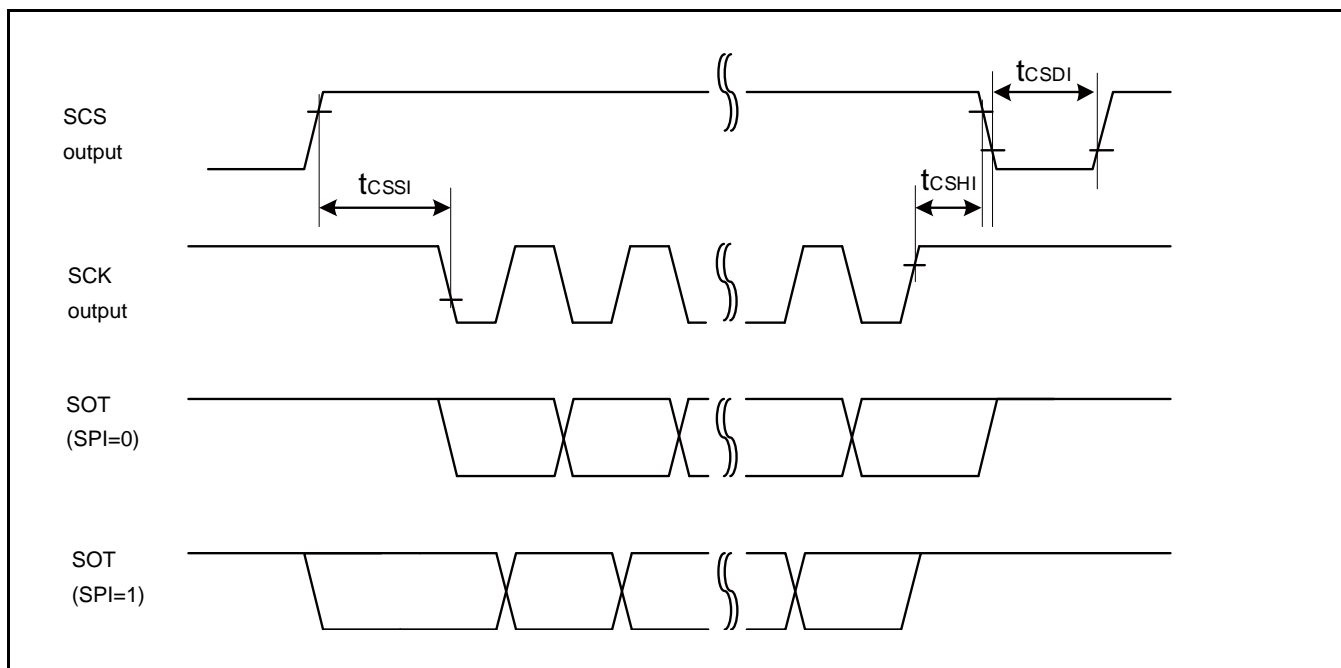 tCSDI
SCS
output
tCSSI
tCSHI
SCK
output
SOT
(SPI=0)
SOT
(SPI=1)